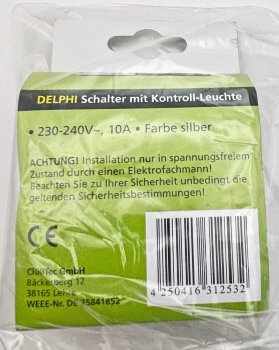 DELPHI Schalter mit Kontroll-Leuchte
• 230-240V~, 10A • Farbe silber
ACHTUNG! Installation nur in spannungsfreiem
Zustand durch einen Elektrofachmann!
Beachten Sie zu Ihrer Sicherheit unbedingt die
geltenden Sicherheitsbestimmungen!
CE
ChiliTec GmbH
Bäckerberg 12
38165 Lehre
WEEE-Nr. DE 25841852
4 250416 312532